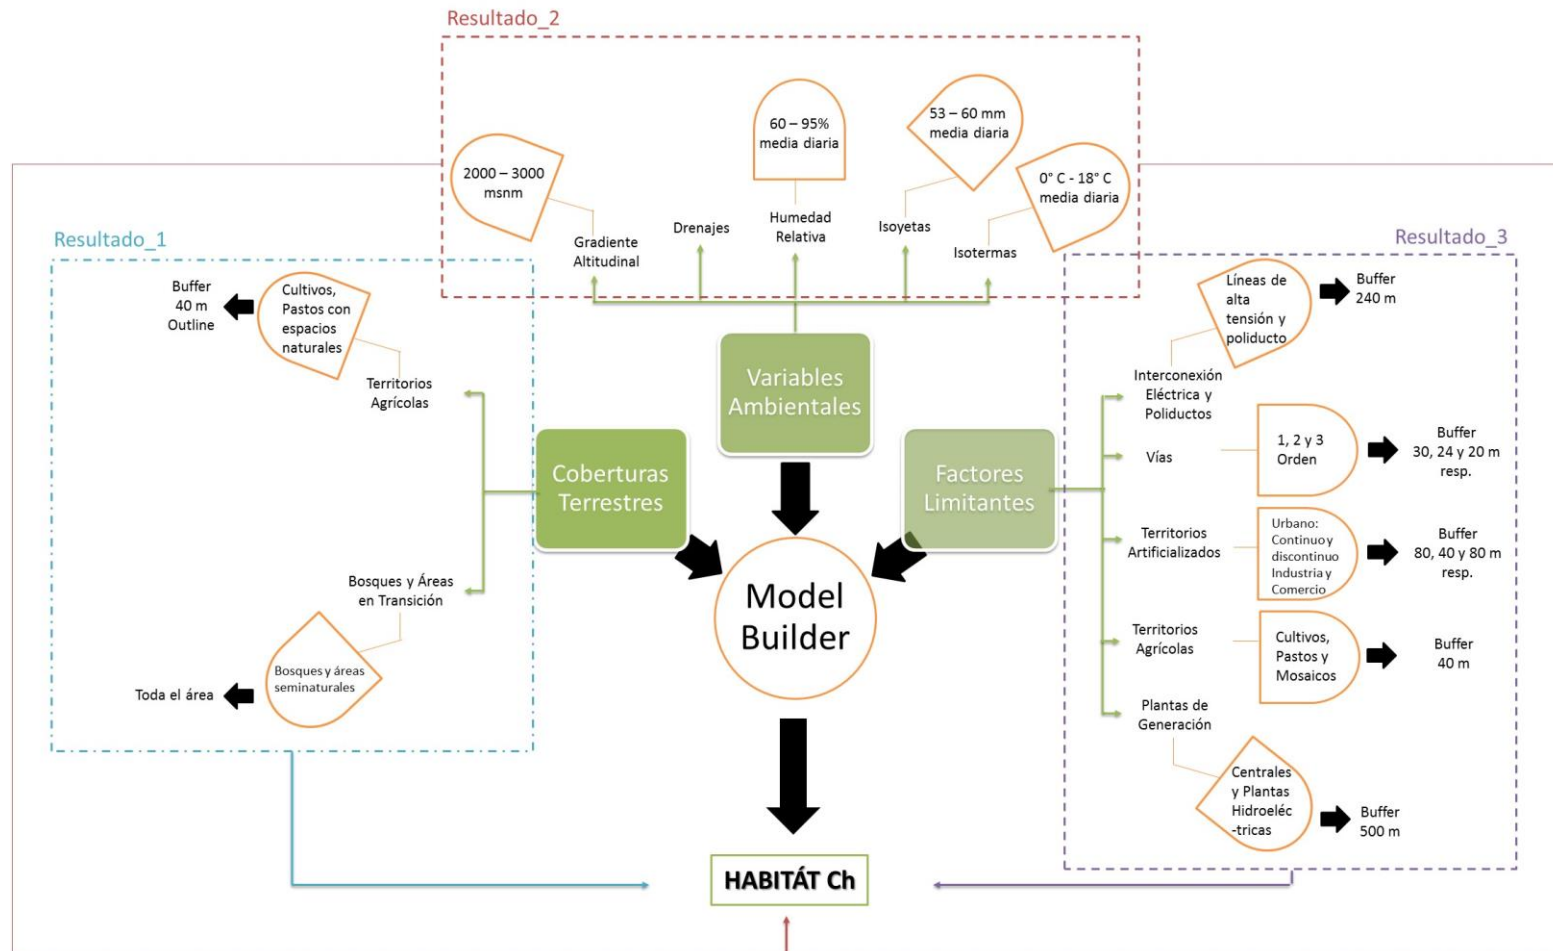 Resultado_2
2000 – 3000
msnm
Gradiente
Altitudinal
Drenajes
60 – 95%
media diaria
Humedad
Relativa
53 – 60 mm
media diaria
Isoyetas
0° C - 18° C
media diaria
Isotermas
Resultado_1
Buffer
40 m
Outline
Cultivos,
Pastos con
espacios
naturales
Territorios
Agrícolas
Bosques y Áreas
en Transición
Bosques y áreas
seminaturales
Toda el área
Coberturas
Terrestres
Variables
Ambientales
Factores
Limitantes
Model
Builder
HABITÁT Ch
Resultado_3
Líneas de
alta
tensión y
poliducto
Buffer
240 m
Interconexión
Eléctrica y
Poliductos
Vías
1, 2 y 3
Orden
Buffer
30, 24 y 20 m
resp.
Territorios
Artificializados
Urbano:
Continuo y
discontinuo
Industria y
Comercio
Buffer
80, 40 y 80 m
resp.
Territorios
Agrícolas
Cultivos,
Pastos y
Mosaicos
Buffer
40 m
Plantas de
Generación
Centrales
y Plantas
Hidroeléc
-tricas
Buffer
500 m